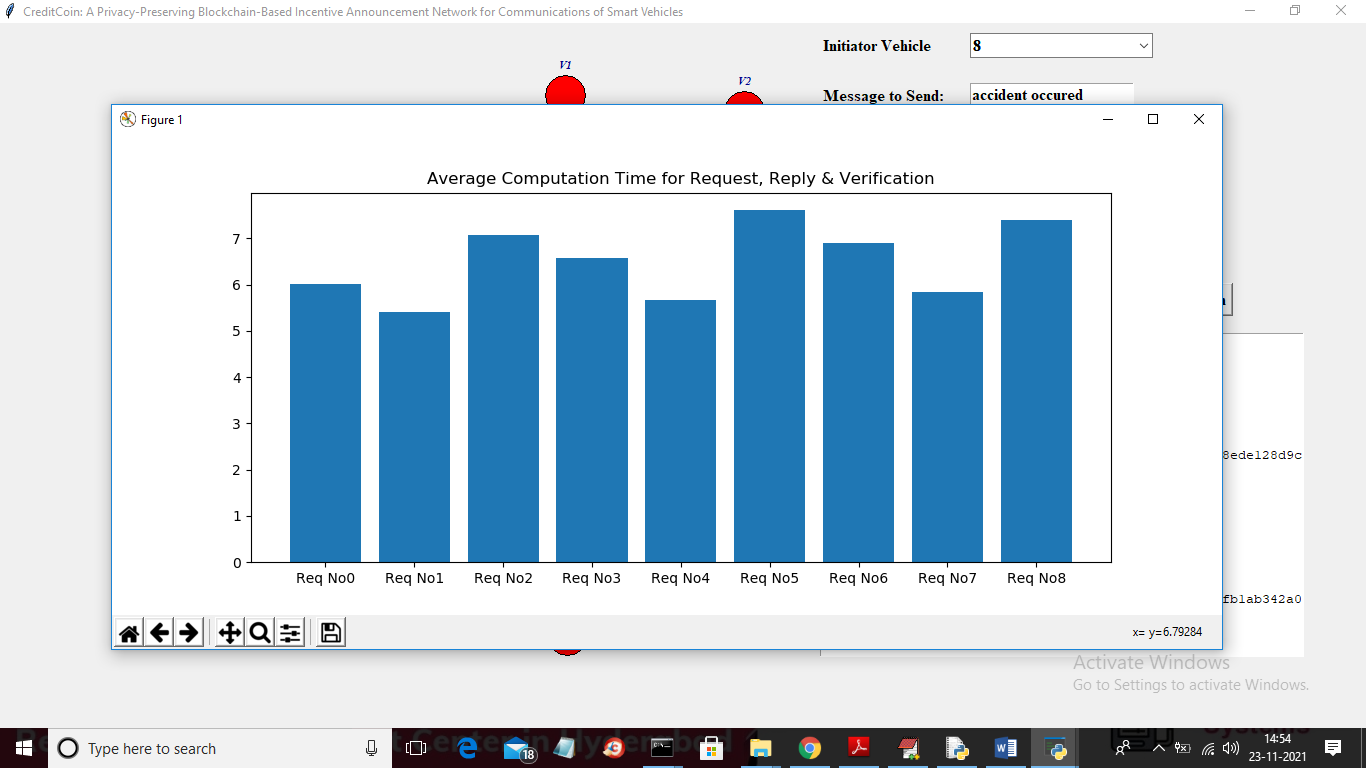 CreditCoin: A Privacy-Preserving Blockchain-Based Incentive Announcement Network for Communications of Smart Vehicles
Initiator Vehicle 8
V1
V2
Message to Send: accident occured
Figure 1
Average Computation Time for Request, Reply & Verification
7
6
5
4
3
2
1
0
Req No0 Req No1 Req No2 Req No3 Req No4 Req No5 Req No6 Req No7 Req No8
8ede128d9c
fb1ab342a0
x= y=6.79284
Activate Windows
Go to Settings to activate Windows.
Type here to search
18
14:54
23-11-2021